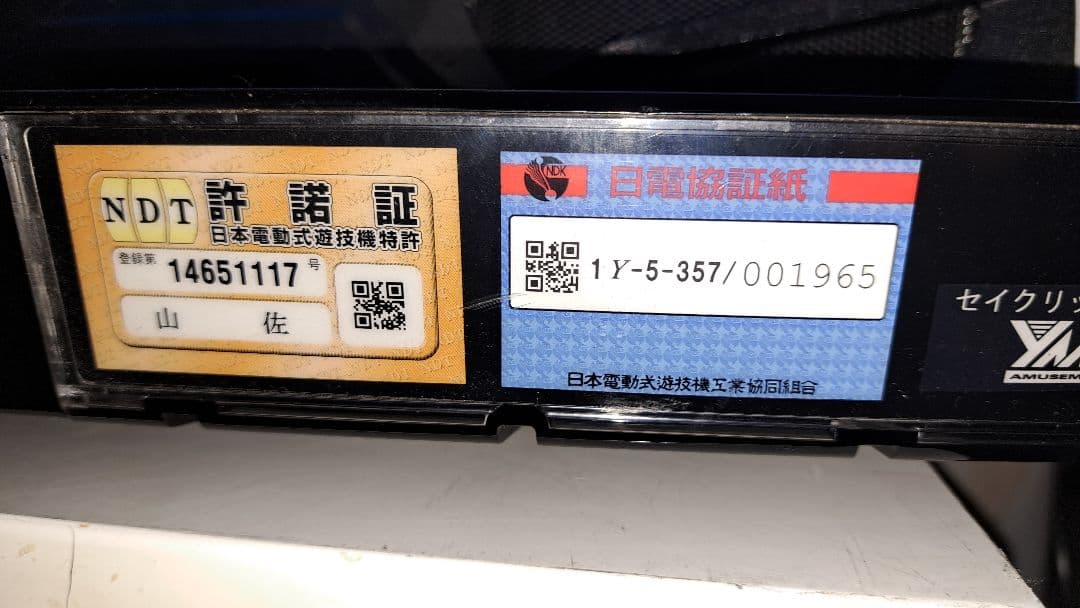 NDT 許諾証
日本電動式遊技機特許
登録第 14651117 号
山佐
NDK 日電協証紙
1Y-5-357/001965
日本電動式遊技機工業協同組合
セイクリッ
YAM
AMUSEM